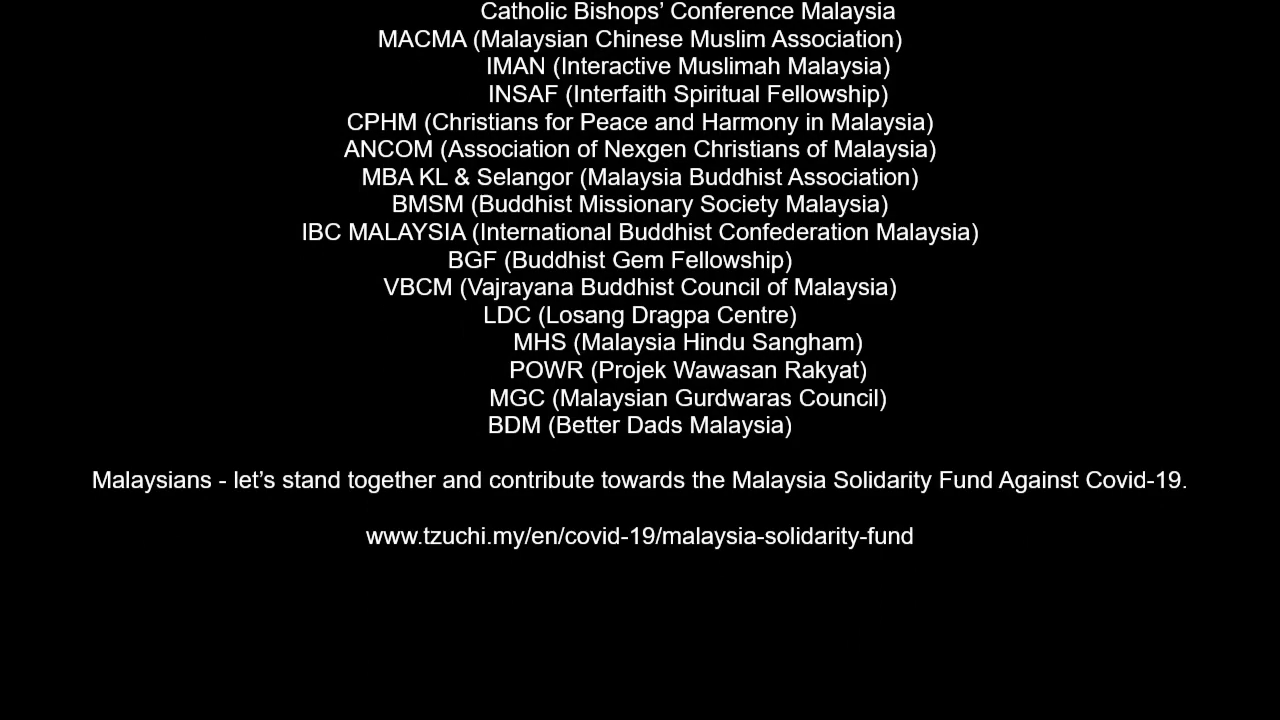 Catholic Bishops’ Conference Malaysia
MACMA (Malaysian Chinese Muslim Association)
IMAN (Interactive Muslimah Malaysia)
INSAF (Interfaith Spiritual Fellowship)
CPHM (Christians for Peace and Harmony in Malaysia)
ANCOM (Association of Nexgen Christians of Malaysia)
MBA KL & Selangor (Malaysia Buddhist Association)
BMSM (Buddhist Missionary Society Malaysia)
IBC MALAYSIA (International Buddhist Confederation Malaysia)
BGF (Buddhist Gem Fellowship)
VBCM (Vajrayana Buddhist Council of Malaysia)
LDC (Losang Dragpa Centre)
MHS (Malaysia Hindu Sangham)
POWR (Projek Wawasan Rakyat)
MGC (Malaysian Gurdwaras Council)
BDM (Better Dads Malaysia)
Malaysians - let’s stand together and contribute towards the Malaysia Solidarity Fund Against Covid-19.
www.tzuchi.my/en/covid-19/malaysia-solidarity-fund